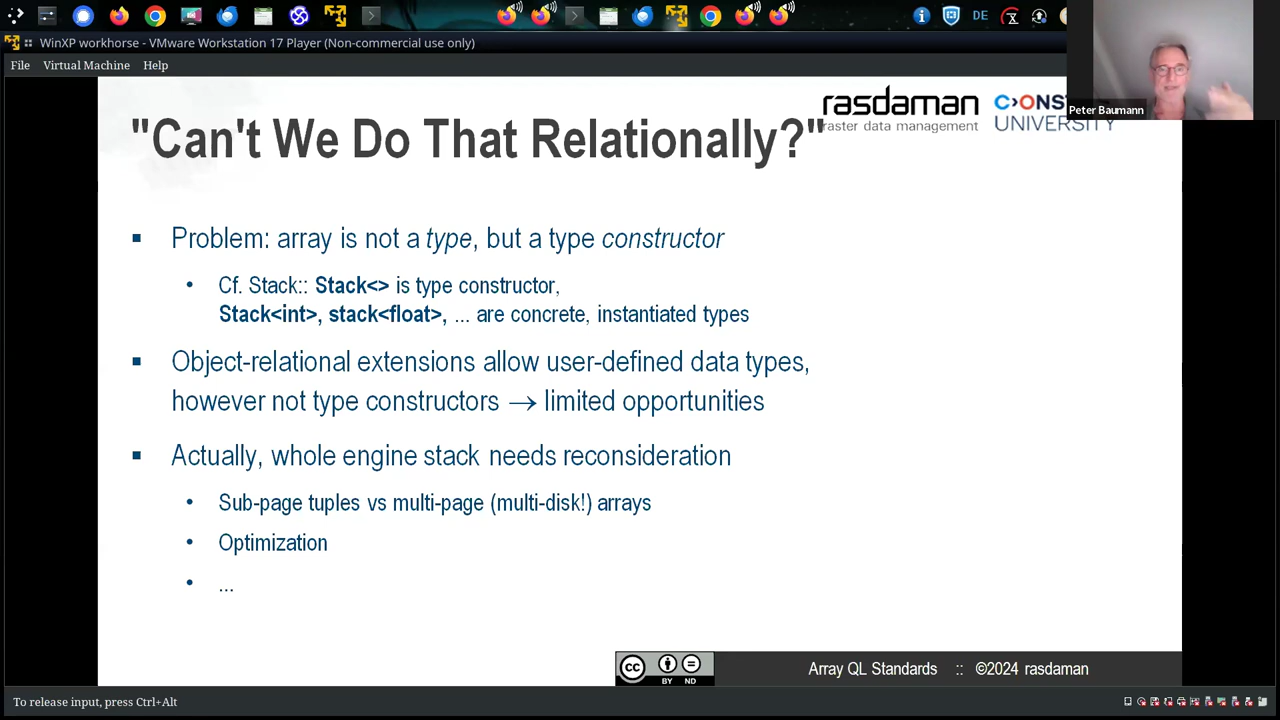 DE
WinXP workhorse - VMware Workstation 17 Player (Non-commercial use only)
File Virtual Machine Help
Peter Baumann
rasdaman
raster data management
UNIVERSITY
"Can't We Do That Relationally?"
▪ Problem: array is not a type, but a type constructor
• Cf. Stack:: Stack<> is type constructor,
Stack<int>, stack<float>, ... are concrete, instantiated types
▪ Object-relational extensions allow user-defined data types,
however not type constructors → limited opportunities
▪ Actually, whole engine stack needs reconsideration
• Sub-page tuples vs multi-page (multi-disk!) arrays
• Optimization
• ...
cc BY ND
Array QL Standards :: ©2024 rasdaman
To release input, press Ctrl+Alt